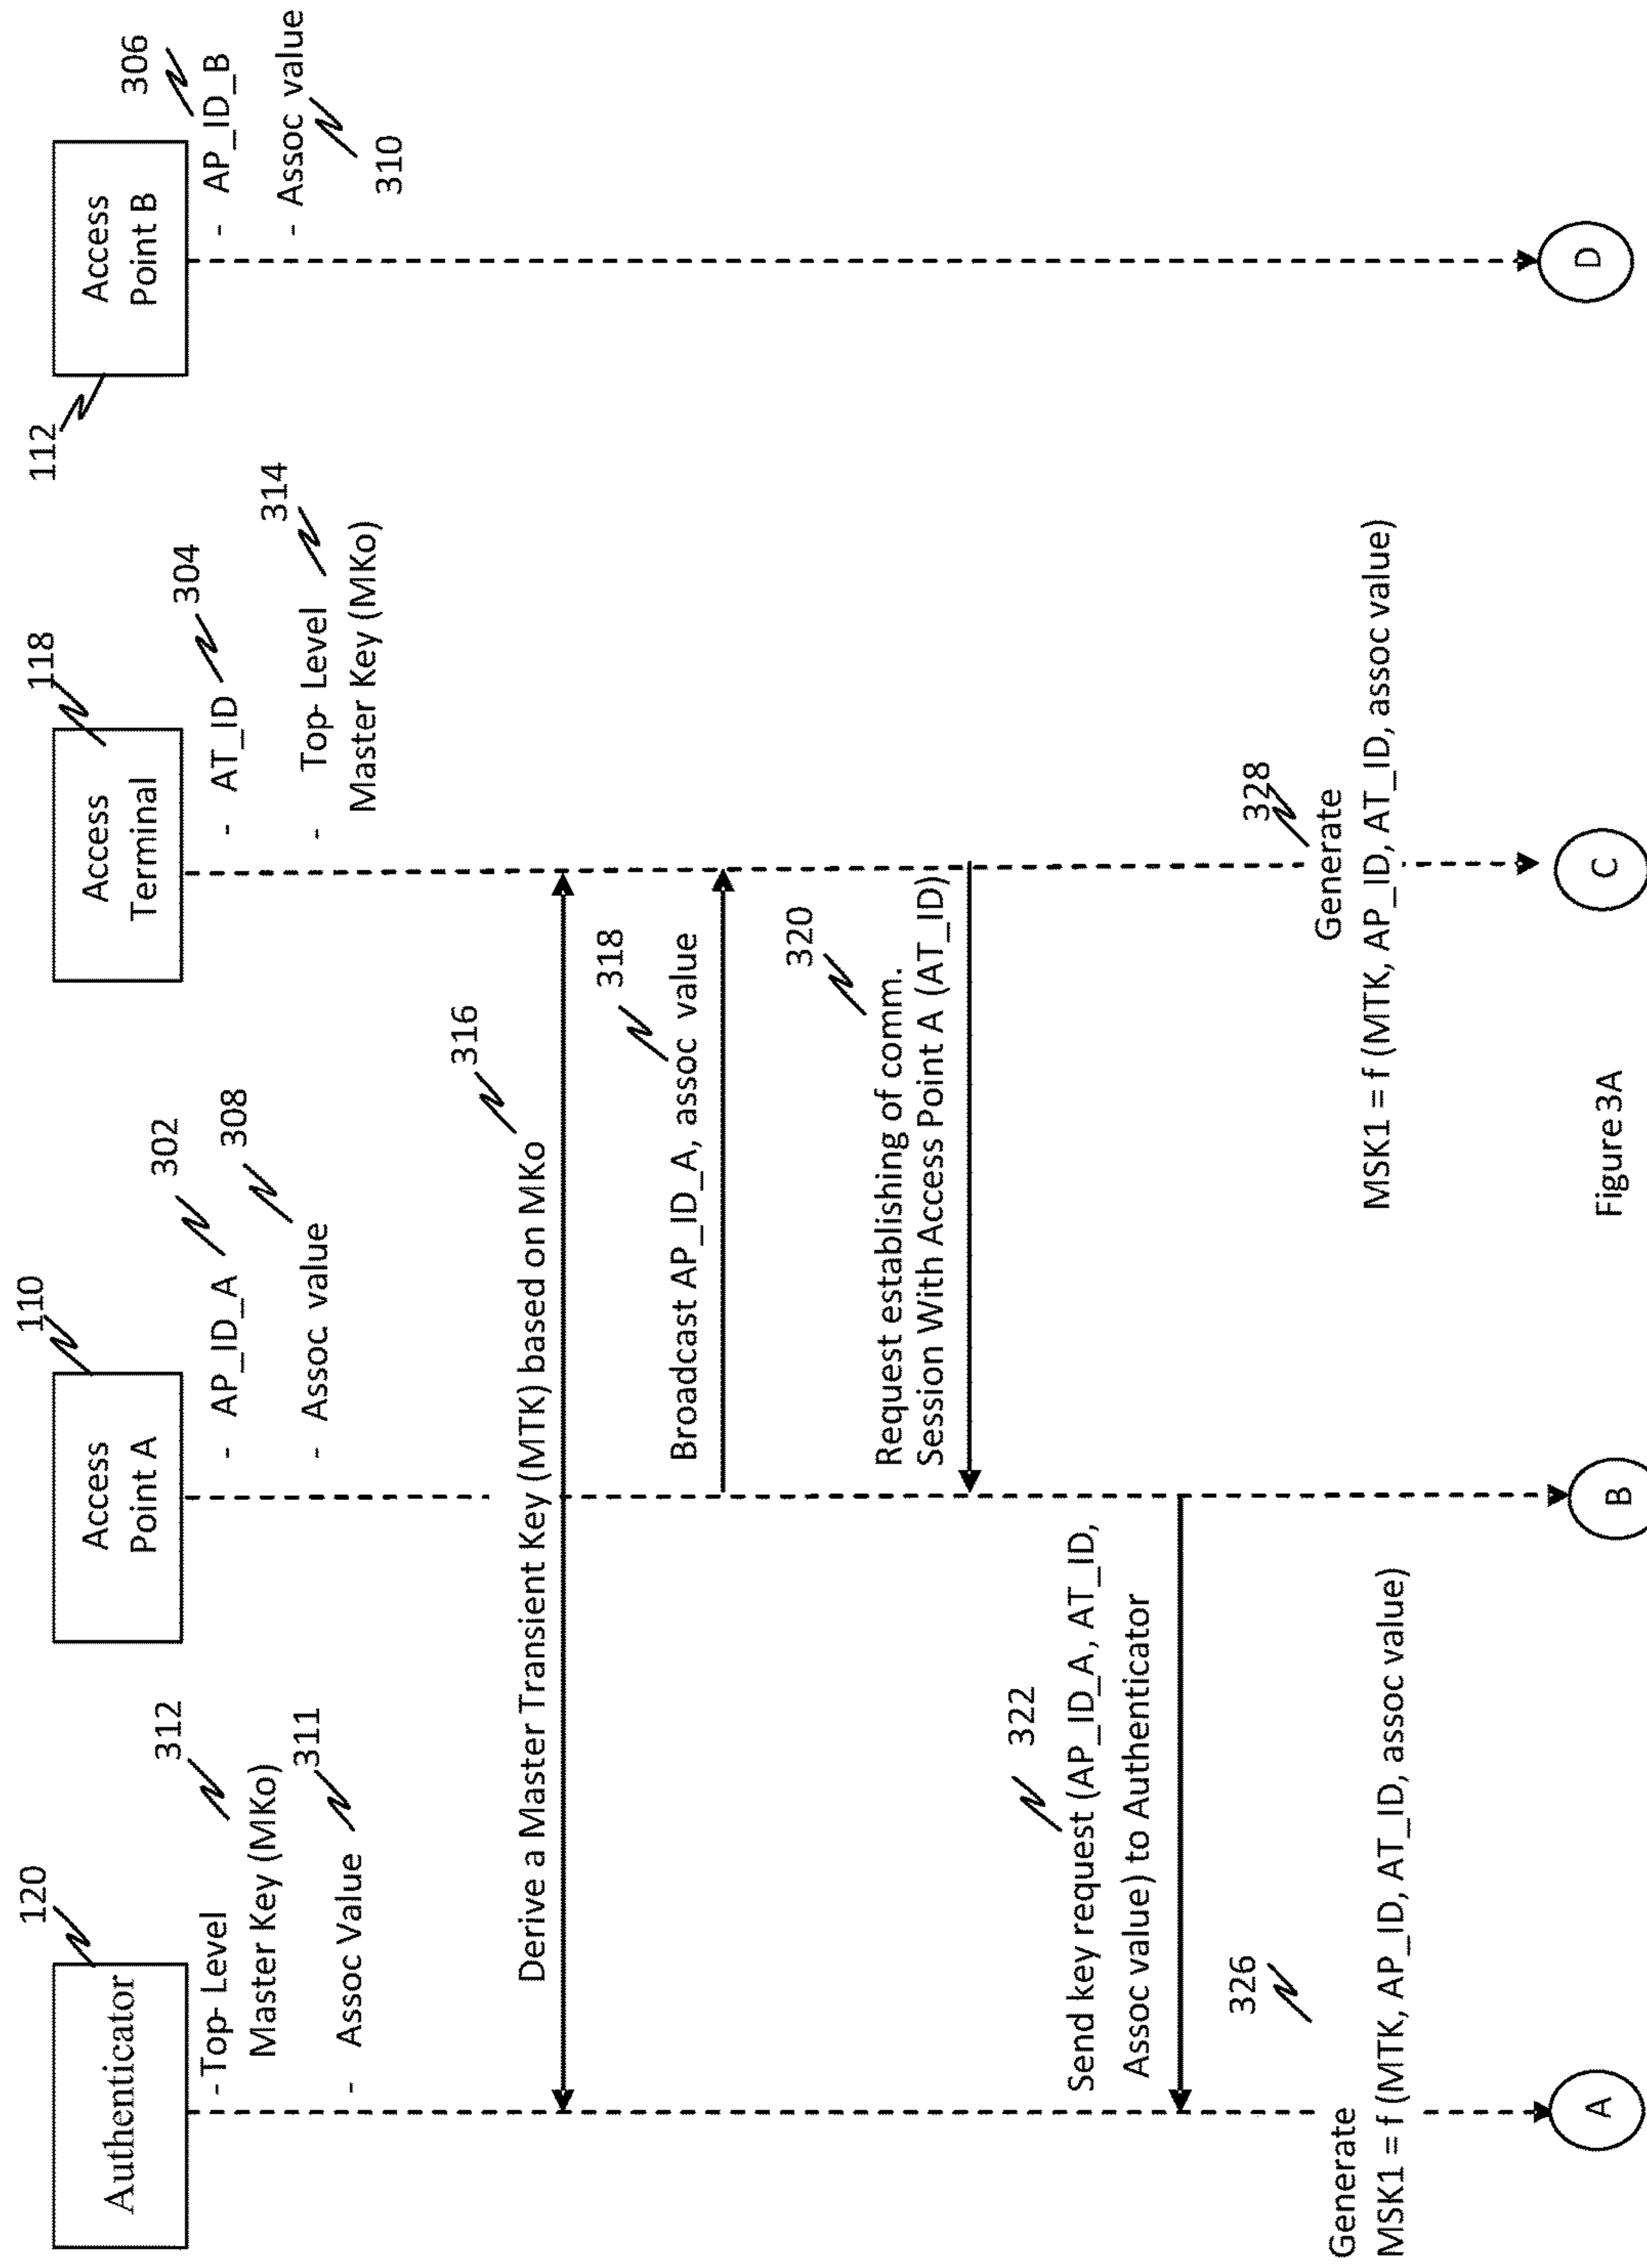 120
Authenticator
-Top-Level
Master Key (MKo)
312
- Assoc Value
311
110
Access
Point A
- AP_ID_A
302
- Assoc. value
308
118
Access
Terminal
- AT_ID
304
- Top-Level
Master Key (MKo)
314
112
Access
Point B
306
- AP_ID_B
- Assoc value
310
Derive a Master Transient Key (MTK) based on MKo
316
Broadcast AP_ID_A, assoc value
318
320
Request establishing of comm.
Session With Access Point A (AT_ID)
322
Send key request (AP_ID_A, AT_ID,
Assoc value) to Authenticator
326
Generate
MSK1 = f (MTK, AP_ID, AT_ID, assoc value)
328
Generate
MSK1 = f (MTK, AP_ID, AT_ID, assoc value)
A
B
C
D
Figure 3A